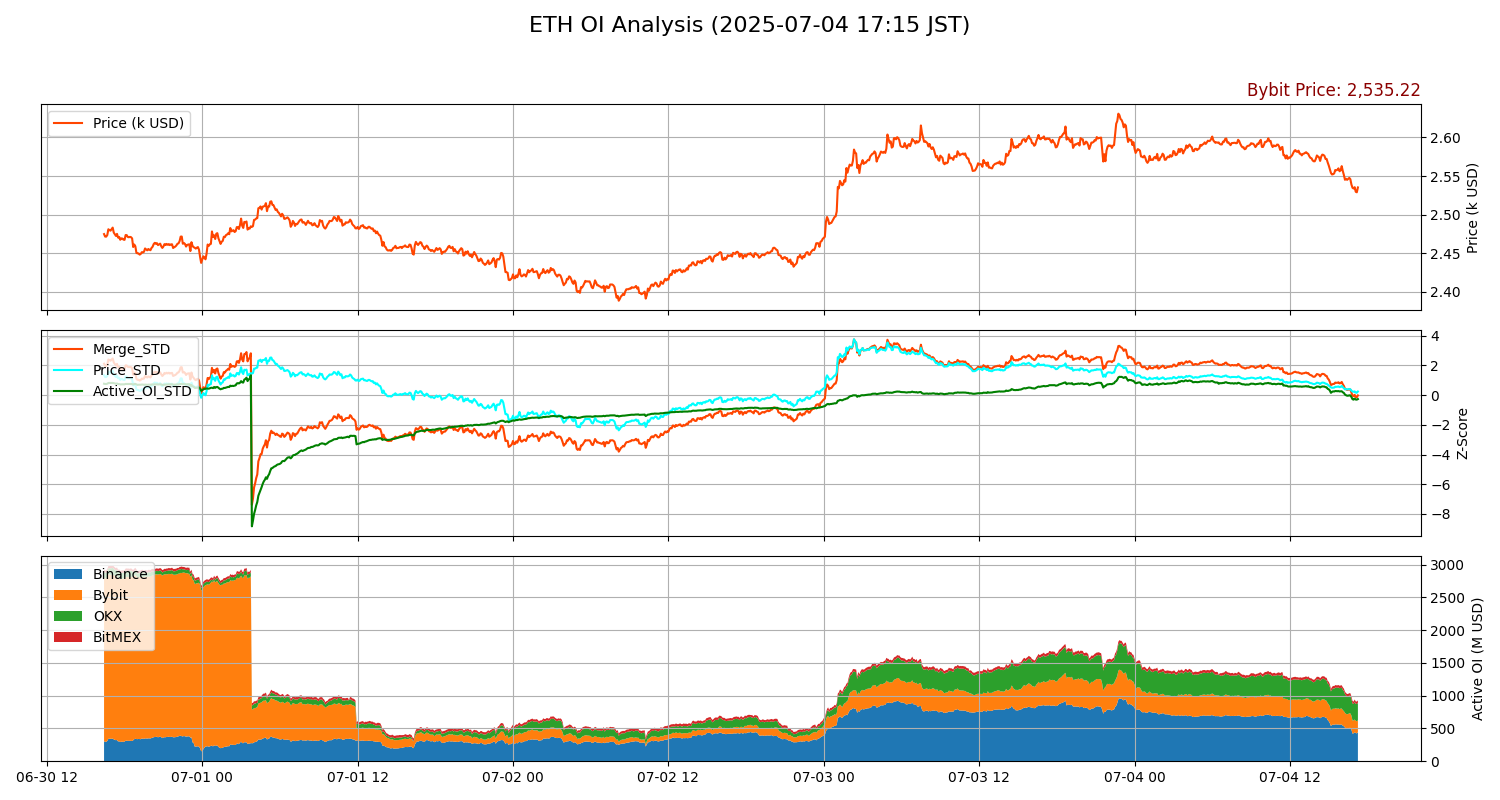 ETH OI Analysis (2025-07-04 17:15 JST)
Bybit Price: 2,535.22
Price (k USD)
2.60
2.55
2.50
2.45
2.40
Price (k USD)
Merge_STD
Price_STD
Active_OI_STD
4
2
0
−2
−4
−6
−8
Z-Score
Binance
Bybit
OKX
BitMEX
3000
2500
2000
1500
1000
500
0
Active OI (M USD)
06-30 12
07-01 00
07-01 12
07-02 00
07-02 12
07-03 00
07-03 12
07-04 00
07-04 12